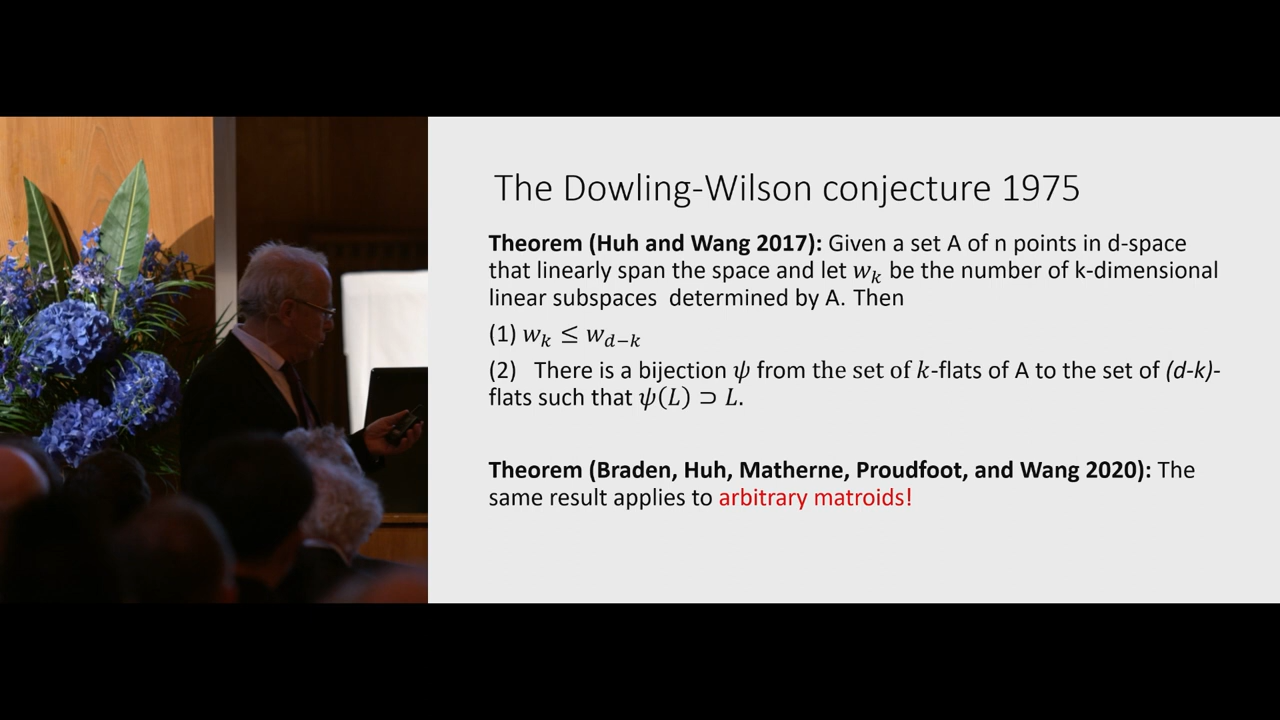 The Dowling-Wilson conjecture 1975
Theorem (Huh and Wang 2017): Given a set A of n points in d-space
that linearly span the space and let w_k be the number of k-dimensional
linear subspaces determined by A. Then
(1) w_k ≤ w_{d−k}
(2) There is a bijection ψ from the set of k-flats of A to the set of (d-k)-
flats such that ψ(L) ⊃ L.
Theorem (Braden, Huh, Matherne, Proudfoot, and Wang 2020): The
same result applies to arbitrary matroids!